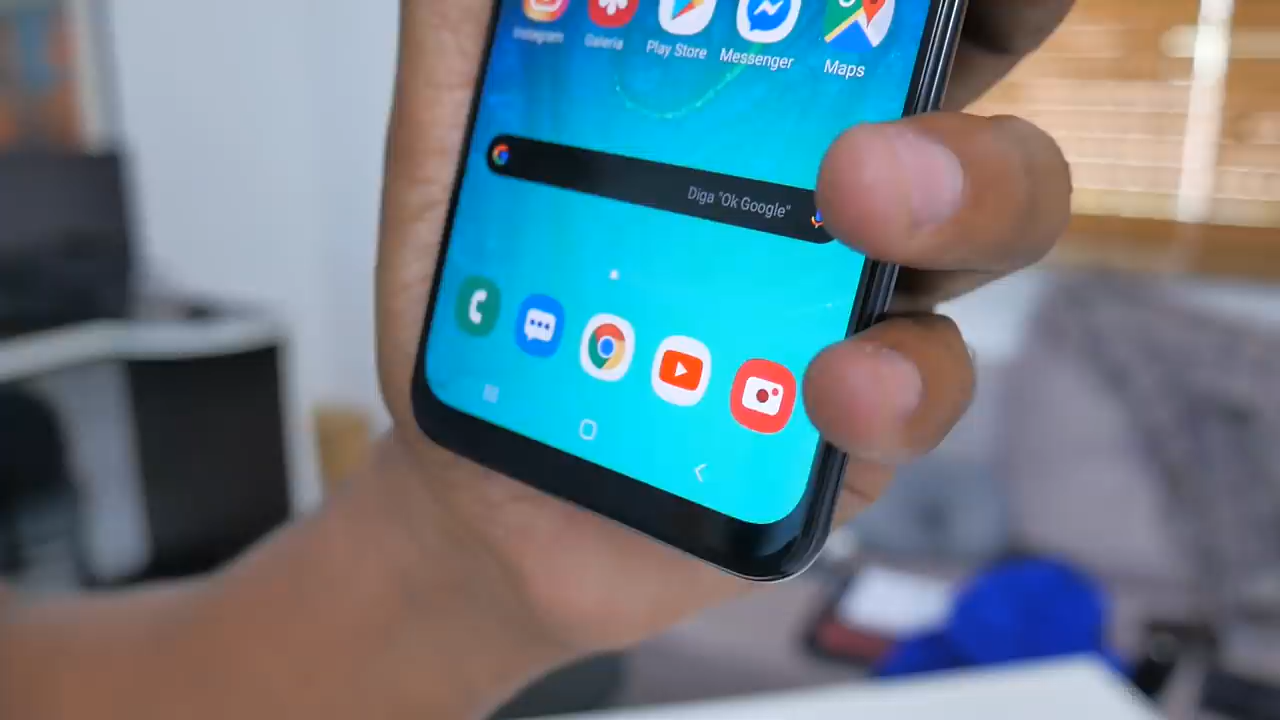 Instagram
Galeria
Play Store
Messenger
Maps
Diga "Ok Google"